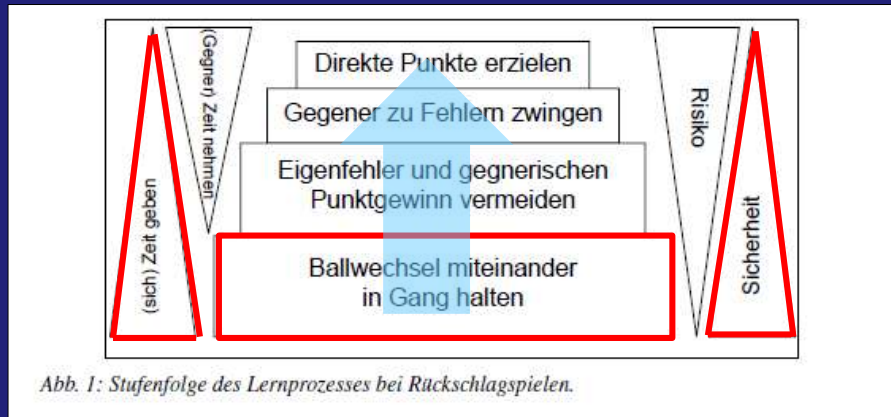 Direkte Punkte erzielen
Gegener zu Fehlern zwingen
Eigenfehler und gegnerischen
Punktgewinn vermeiden
Ballwechsel miteinander
in Gang halten
(sich) Zeit geben
(Gegner) Zeit nehmen
Risiko
Sicherheit
Abb. 1: Stufenfolge des Lernprozesses bei Rückschlagspielen.